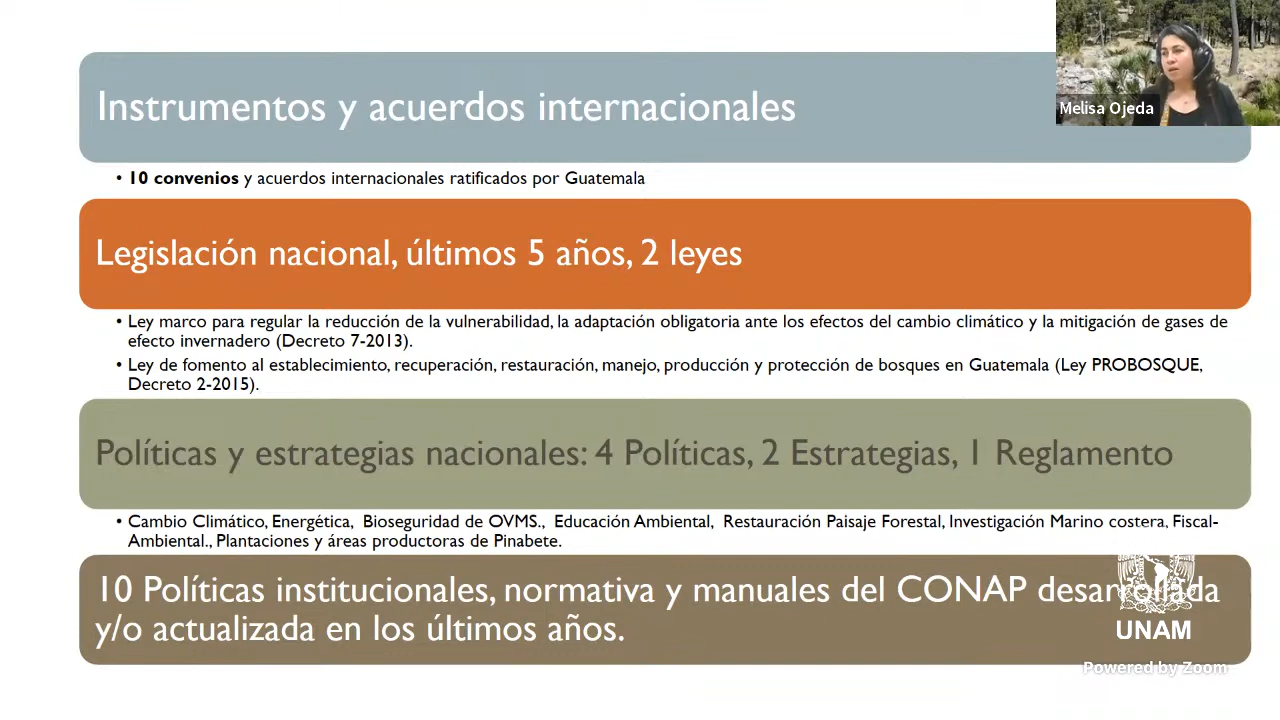 Instrumentos y acuerdos internacionales
Melisa Ojeda
• 10 convenios y acuerdos internacionales ratificados por Guatemala
Legislación nacional, últimos 5 años, 2 leyes
• Ley marco para regular la reducción de la vulnerabilidad, la adaptación obligatoria ante los efectos del cambio climático y la mitigación de gases de
efecto invernadero (Decreto 7-2013).
• Ley de fomento al establecimiento, recuperación, restauración, manejo, producción y protección de bosques en Guatemala (Ley PROBOSQUE,
Decreto 2-2015).
Políticas y estrategias nacionales: 4 Políticas, 2 Estrategias, 1 Reglamento
• Cambio Climático, Energética, Bioseguridad de OVMS., Educación Ambiental, Restauración Paisaje Forestal, Investigación Marino costera, Fiscal-
Ambiental., Plantaciones y áreas productoras de Pinabete.
10 Políticas institucionales, normativa y manuales del CONAP desarrollada
y/o actualizada en los últimos años.
UNAM
Powered by Zoom